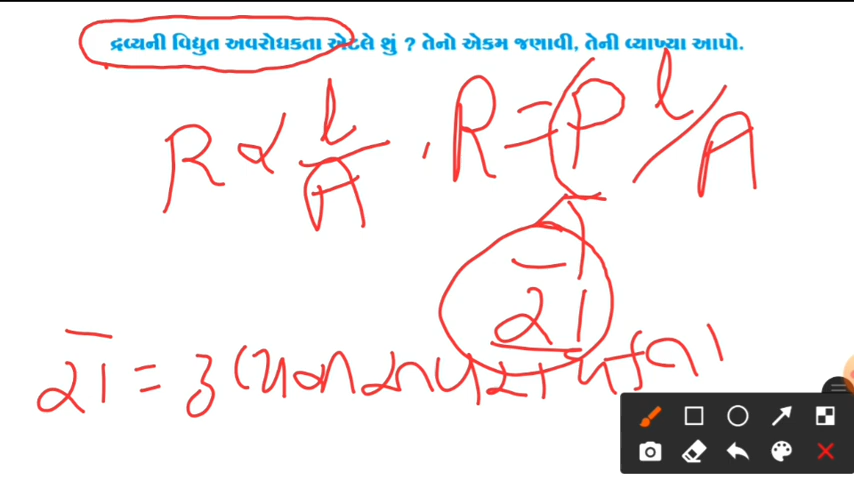 દ્રવ્યની વિદ્યુત અવરોધકતા એટલે શું ? તેનો એકમ જણાવી, તેની વ્યાખ્યા આપો.
R ∝ l/A . R = ρ l/A
રો
રો =